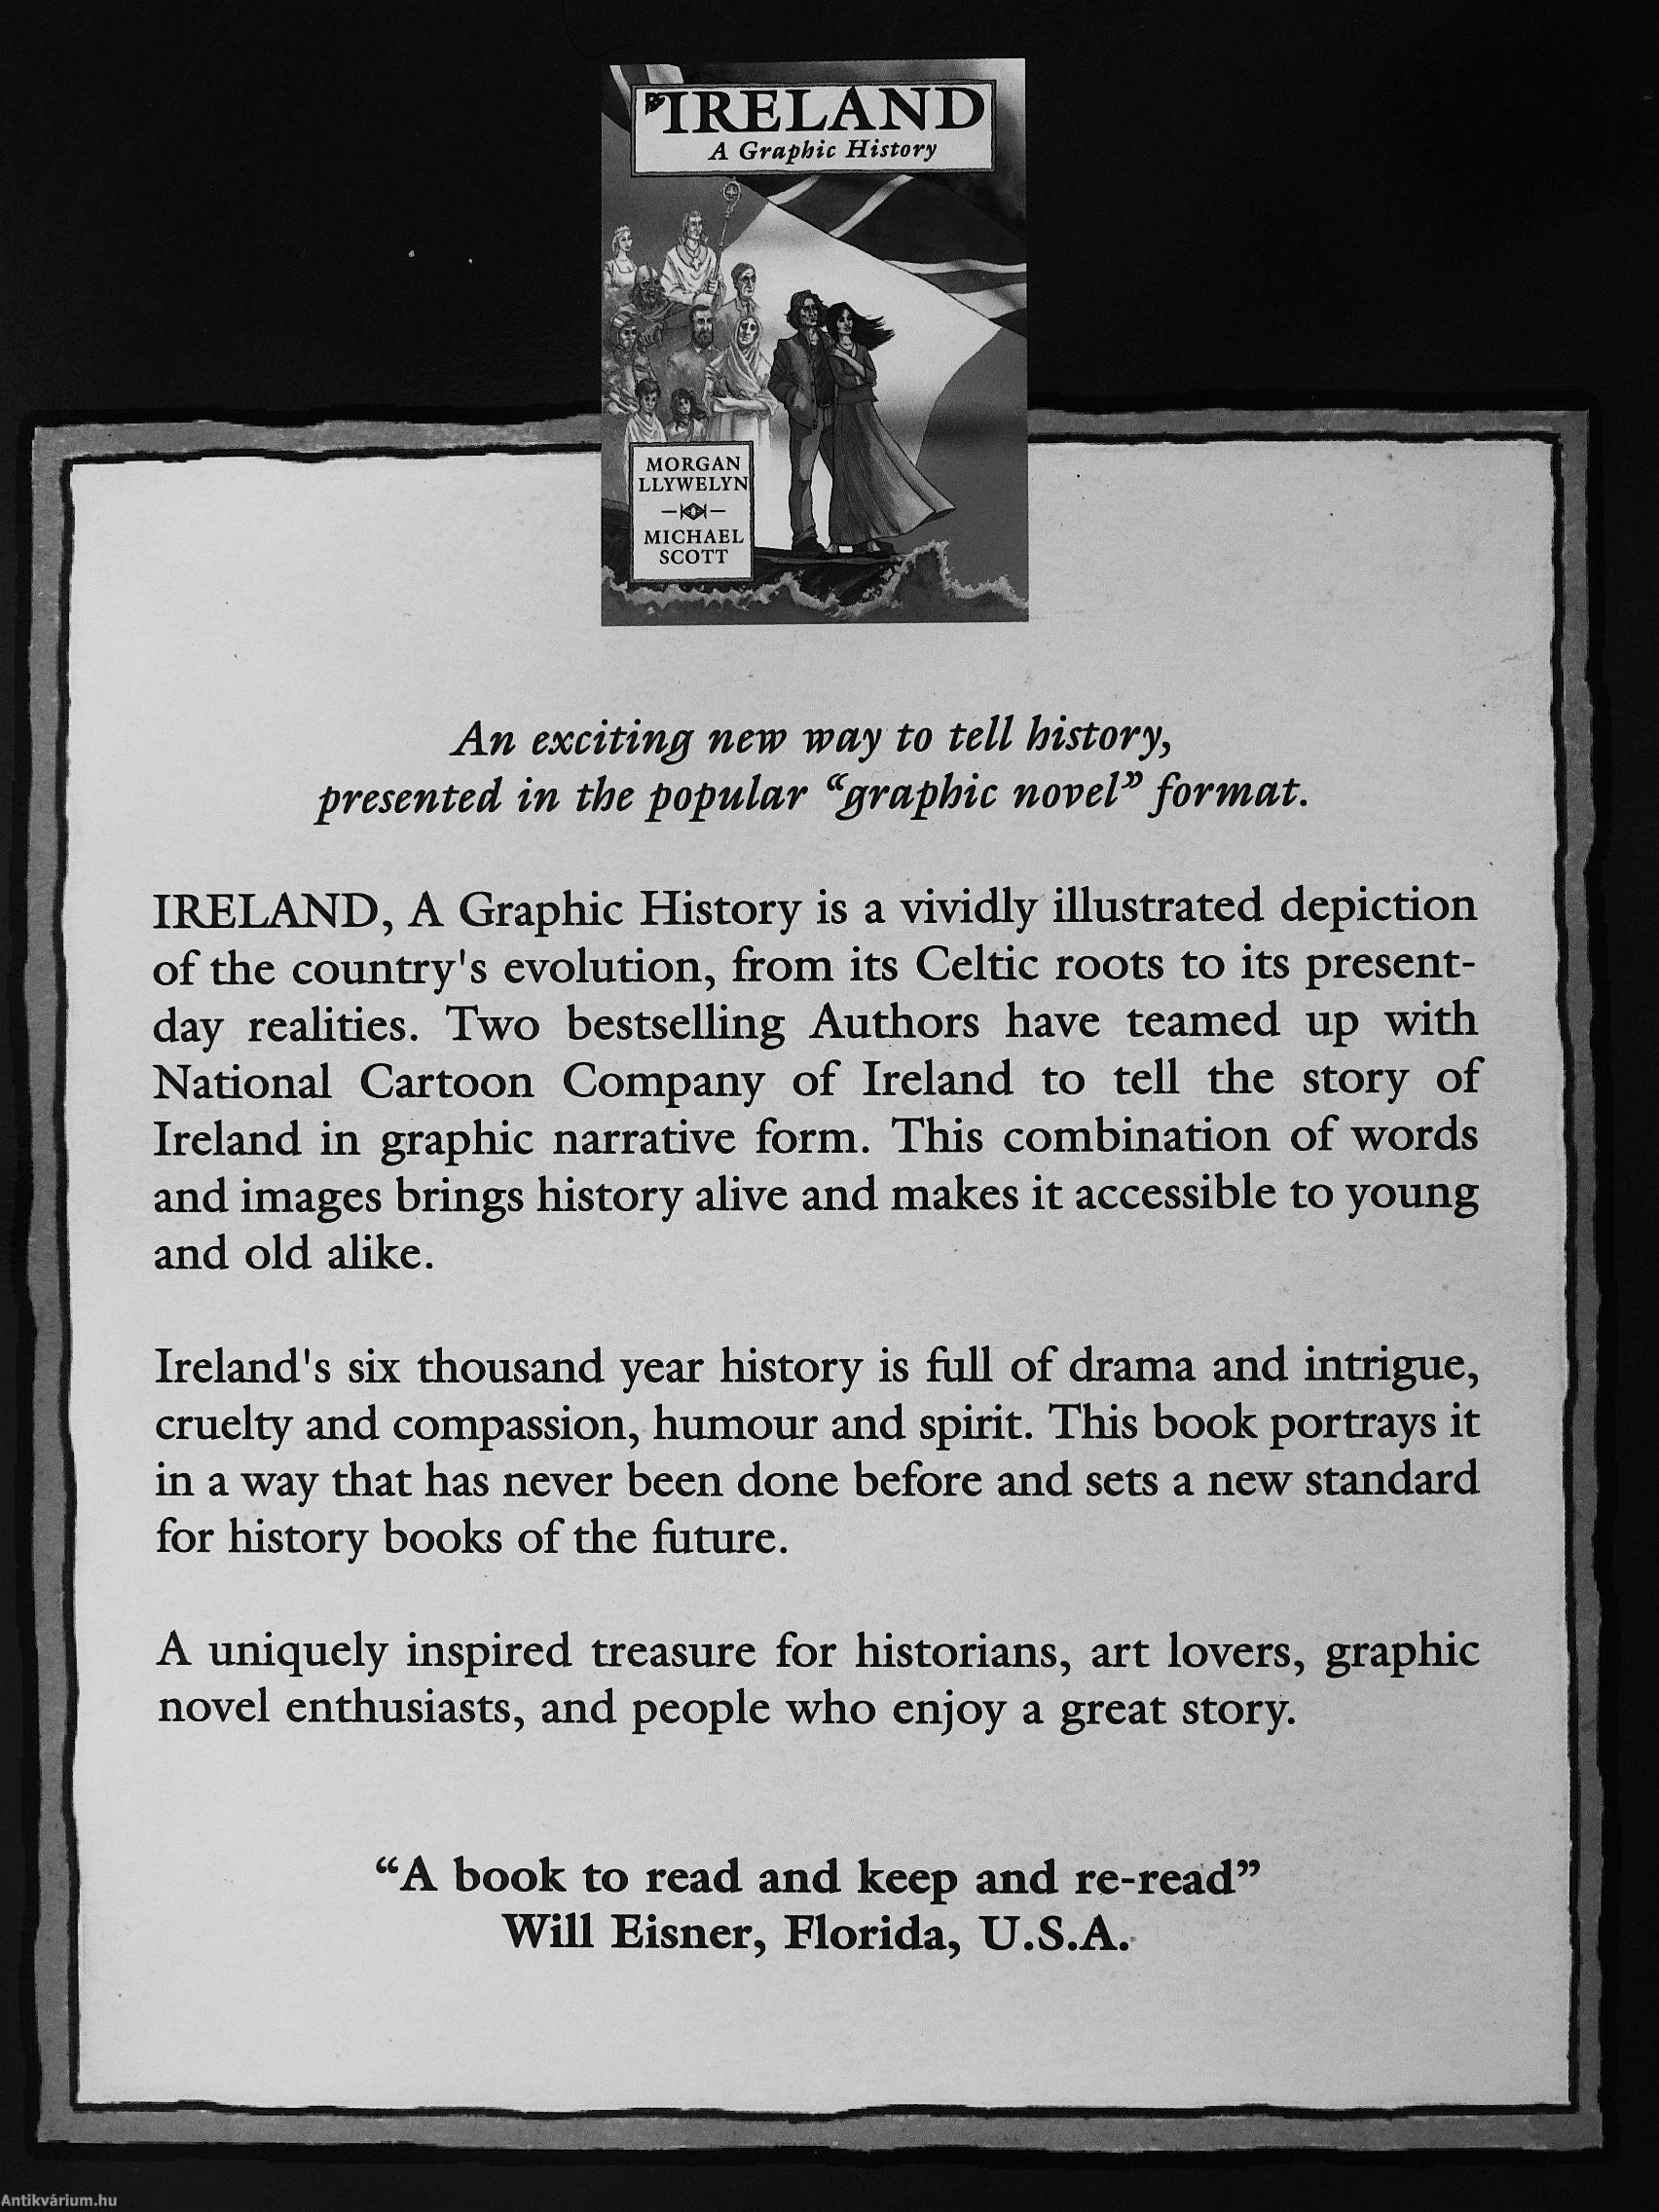 IRELAND
A Graphic History
MORGAN
LLYWELYN
MICHAEL
SCOTT
An exciting new way to tell history,
presented in the popular “graphic novel” format.
IRELAND, A Graphic History is a vividly illustrated depiction
of the country's evolution, from its Celtic roots to its present-
day realities. Two bestselling Authors have teamed up with
National Cartoon Company of Ireland to tell the story of
Ireland in graphic narrative form. This combination of words
and images brings history alive and makes it accessible to young
and old alike.
Ireland's six thousand year history is full of drama and intrigue,
cruelty and compassion, humour and spirit. This book portrays it
in a way that has never been done before and sets a new standard
for history books of the future.
A uniquely inspired treasure for historians, art lovers, graphic
novel enthusiasts, and people who enjoy a great story.
“A book to read and keep and re-read”
Will Eisner, Florida, U.S.A.
Antikvárium.hu